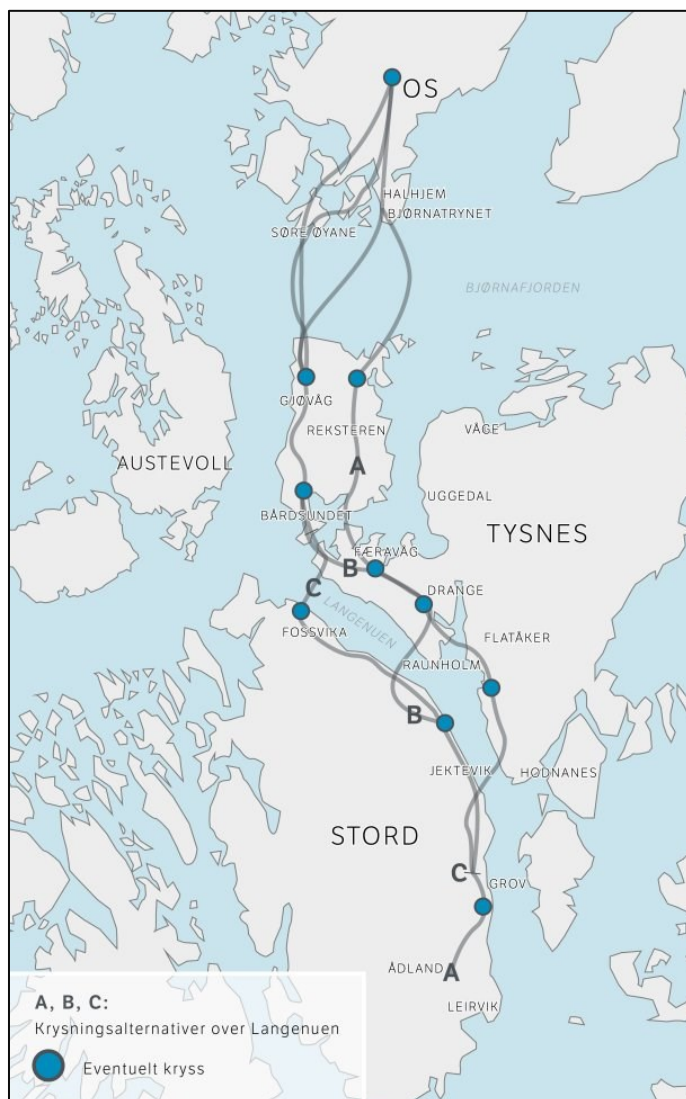 OS
HALHJEM
BJØRNATRYNET
SØRE ØYANE
BJØRNAFJORDEN
GJØVÅG
REKSTEREN
VÅGE
A
AUSTEVOLL
UGGEDAL
BÅRDSUNDET
TYSNES
FÆRAVÅG
B
C
DRANGE
LANGENUEN
FOSSVIKA
FLATÅKER
RAUNHOLM
B
JEKTEVIK
HODNANES
STORD
C
GROV
ÅDLAND
A
LEIRVIK
A, B, C:
Krysningsalternativer over Langenuen
Eventuelt kryss